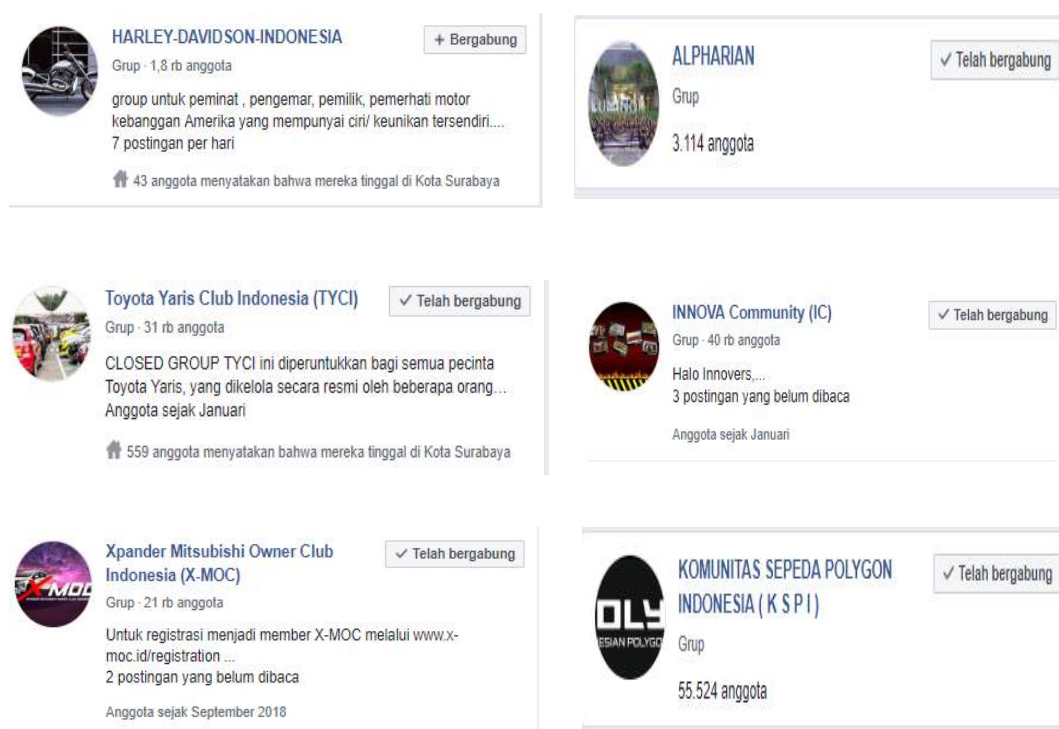 HARLEY-DAVIDSON-INDONESIA
+ Bergabung
Grup · 1,8 rb anggota
group untuk peminat , pengemar, pemilik, pemerhati motor
kebanggan Amerika yang mempunyai ciri/ keunikan tersendiri....
7 postingan per hari
43 anggota menyatakan bahwa mereka tinggal di Kota Surabaya
ALPHARIAN
✓ Telah bergabung
Grup
3.114 anggota
Toyota Yaris Club Indonesia (TYCI)
✓ Telah bergabung
Grup · 31 rb anggota
CLOSED GROUP TYCI ini diperuntukkan bagi semua pecinta
Toyota Yaris, yang dikelola secara resmi oleh beberapa orang…
Anggota sejak Januari
559 anggota menyatakan bahwa mereka tinggal di Kota Surabaya
INNOVA Community (IC)
✓ Telah bergabung
Grup · 40 rb anggota
Halo Innovers,...
3 postingan yang belum dibaca
Anggota sejak Januari
Xpander Mitsubishi Owner Club
Indonesia (X-MOC)
✓ Telah bergabung
Grup · 21 rb anggota
Untuk registrasi menjadi member X-MOC melalui www.x-
moc.id/registration ...
2 postingan yang belum dibaca
Anggota sejak September 2018
X-MOC
KOMUNITAS SEPEDA POLYGON
INDONESIA ( K S P I )
✓ Telah bergabung
Grup
55.524 anggota
OLY
ESIAN POLYGO